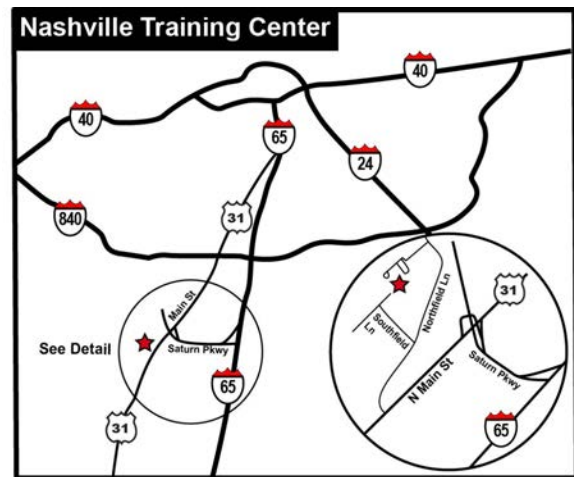 Nashville Training Center
40
40
65
24
31
840
31
Northfield Ln
Main St
Southfield
Ln
See Detail
Saturn Pkwy
Saturn Pkwy
N Main St
65
65
31